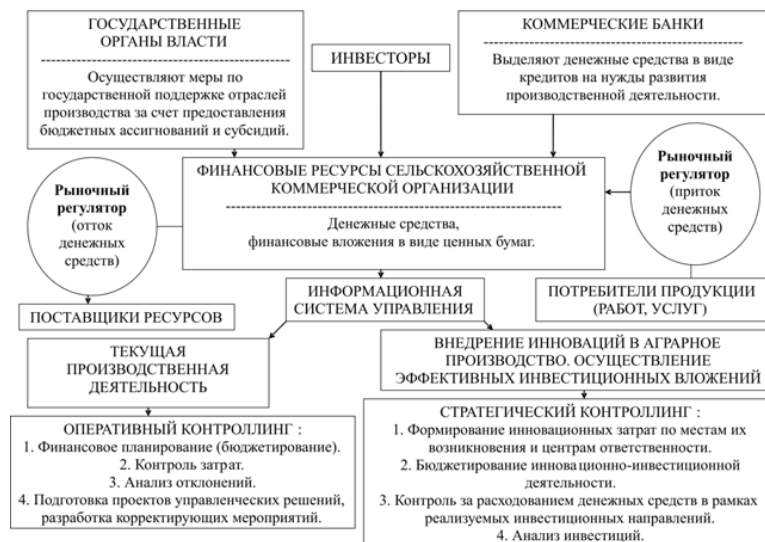 ГОСУДАРСТВЕННЫЕ
ОРГАНЫ ВЛАСТИ
Осуществляют меры по
государственной поддержке отраслей
производства за счет предоставления
бюджетных ассигнований и субсидий.
ИНВЕСТОРЫ
КОММЕРЧЕСКИЕ БАНКИ
Выделяют денежные средства в виде
кредитов на нужды развития
производственной деятельности.
Рыночный
регулятор
(отток
денежных
средств)
ФИНАНСОВЫЕ РЕСУРСЫ СЕЛЬСКОХОЗЯЙСТВЕННОЙ
КОММЕРЧЕСКОЙ ОРГАНИЗАЦИИ
Денежные средства,
финансовые вложения в виде ценных бумаг.
Рыночный
регулятор
(приток
денежных
средств)
ПОСТАВЩИКИ РЕСУРСОВ
ИНФОРМАЦИОННАЯ
СИСТЕМА УПРАВЛЕНИЯ
ПОТРЕБИТЕЛИ ПРОДУКЦИИ
(РАБОТ, УСЛУГ)
ТЕКУЩАЯ
ПРОИЗВОДСТВЕННАЯ
ДЕЯТЕЛЬНОСТЬ
ВНЕДРЕНИЕ ИННОВАЦИЙ В АГРАРНОЕ
ПРОИЗВОДСТВО. ОСУЩЕСТВЛЕНИЕ
ЭФФЕКТИВНЫХ ИНВЕСТИЦИОННЫХ ВЛОЖЕНИЙ
ОПЕРАТИВНЫЙ КОНТРОЛЛИНГ :
1. Финансовое планирование (бюджетирование).
2. Контроль затрат.
3. Анализ отклонений.
4. Подготовка проектов управленческих решений,
разработка корректирующих мероприятий.
СТРАТЕГИЧЕСКИЙ КОНТРОЛЛИНГ :
1. Формирование инновационных затрат по местам их
возникновения и центрам ответственности.
2. Бюджетирование инновационно-инвестиционной
деятельности.
3. Контроль за расходованием денежных средств в рамках
реализуемых инвестиционных направлений.
4. Анализ инвестиций.